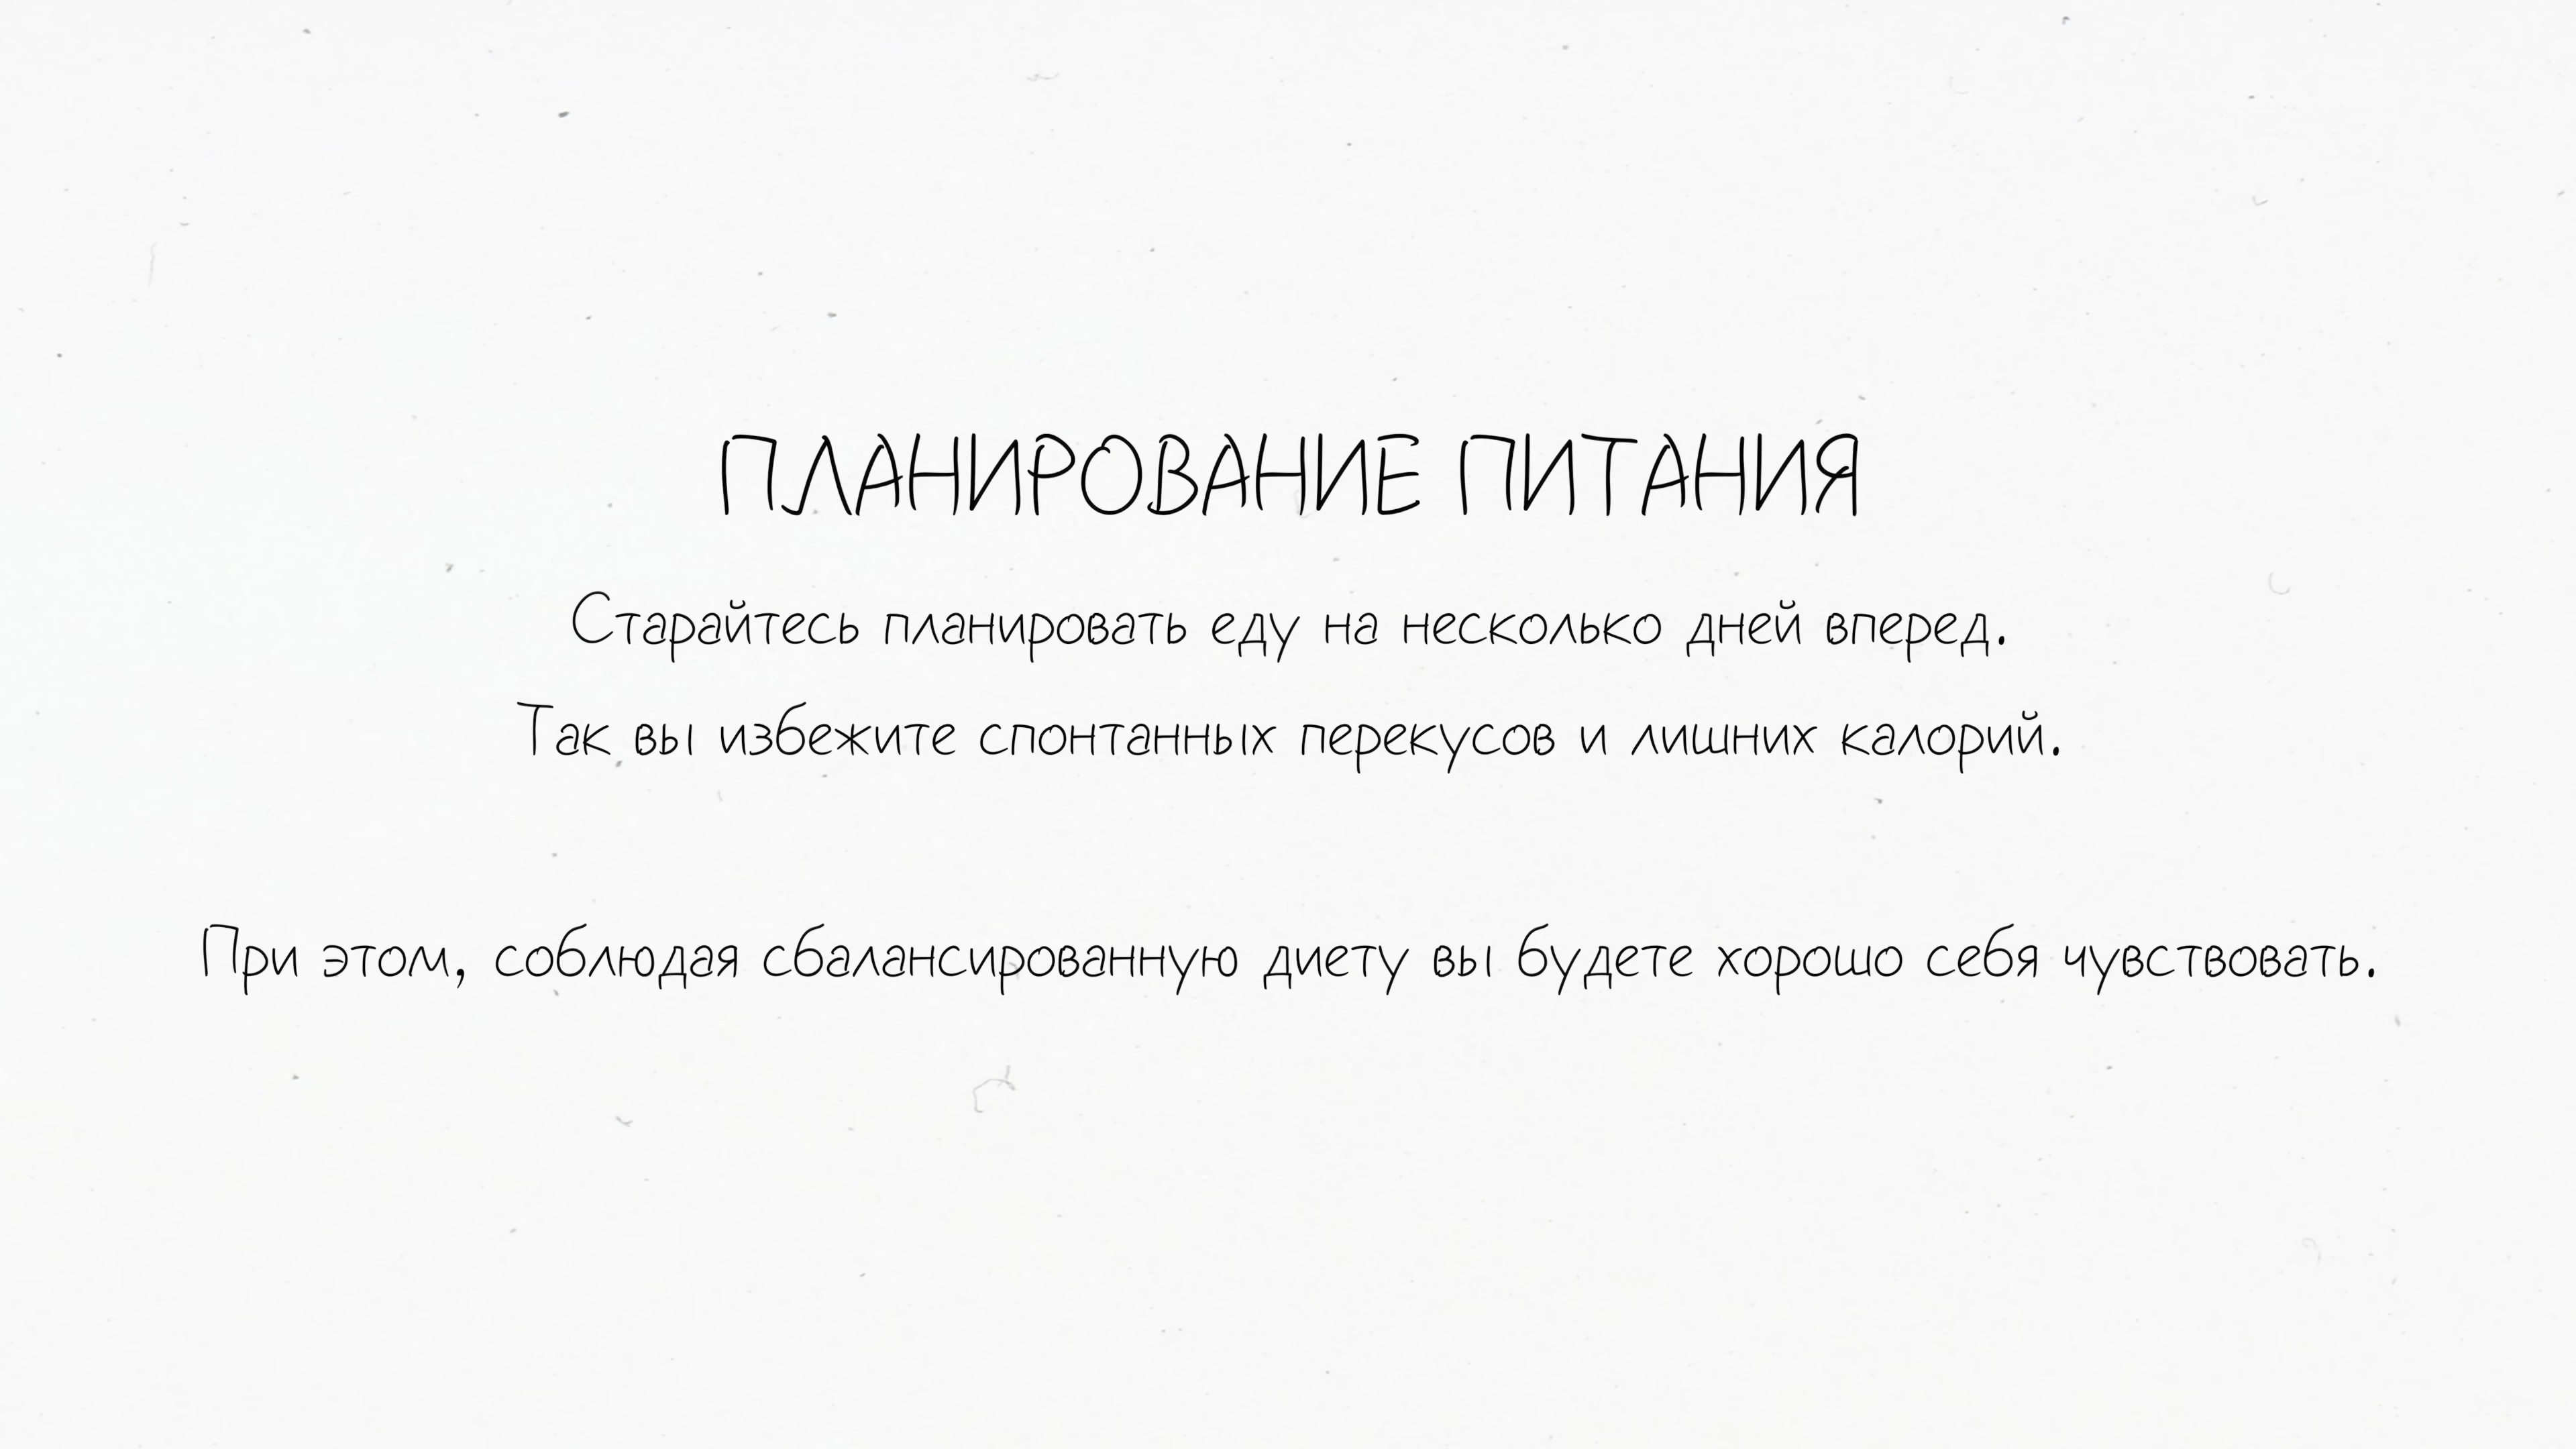 ПЛАНИРОВАНИЕ ПИТАНИЯ
Старайтесь планировать еду на несколько дней вперед.
Так вы избежите спонтанных перекусов и лишних калорий.
При этом, соблюдая сбалансированную диету вы будете хорошо себя чувствовать.